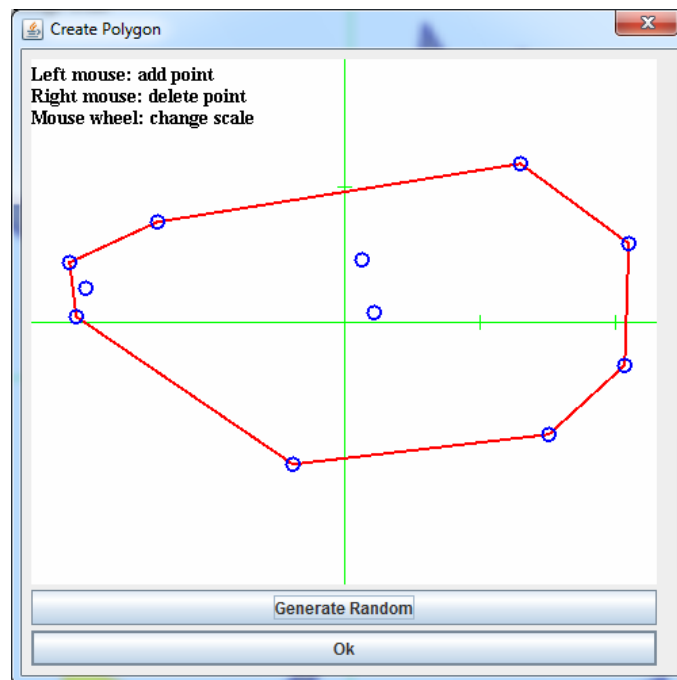 Create Polygon
Left mouse: add point
Right mouse: delete point
Mouse wheel: change scale
Generate Random
Ok